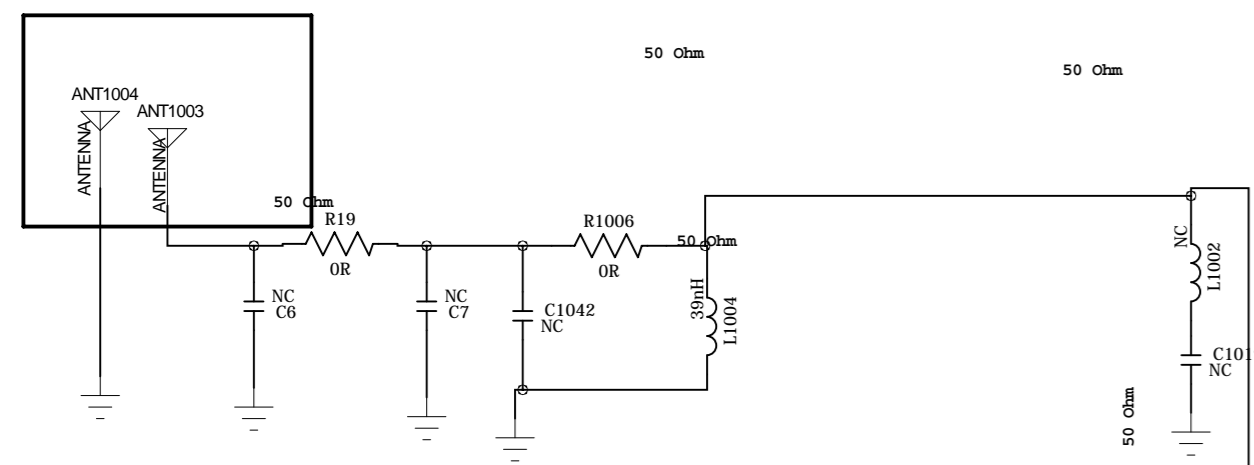 50 Ohm
50 Ohm
ANT1004
ANT1003
ANTENNA
ANTENNA
50 Ohm
R19
0R
R1006
0R
50 Ohm
NC
C6
NC
C7
C1042
NC
39nH
L1004
NC
L1002
C101
NC
50 Ohm